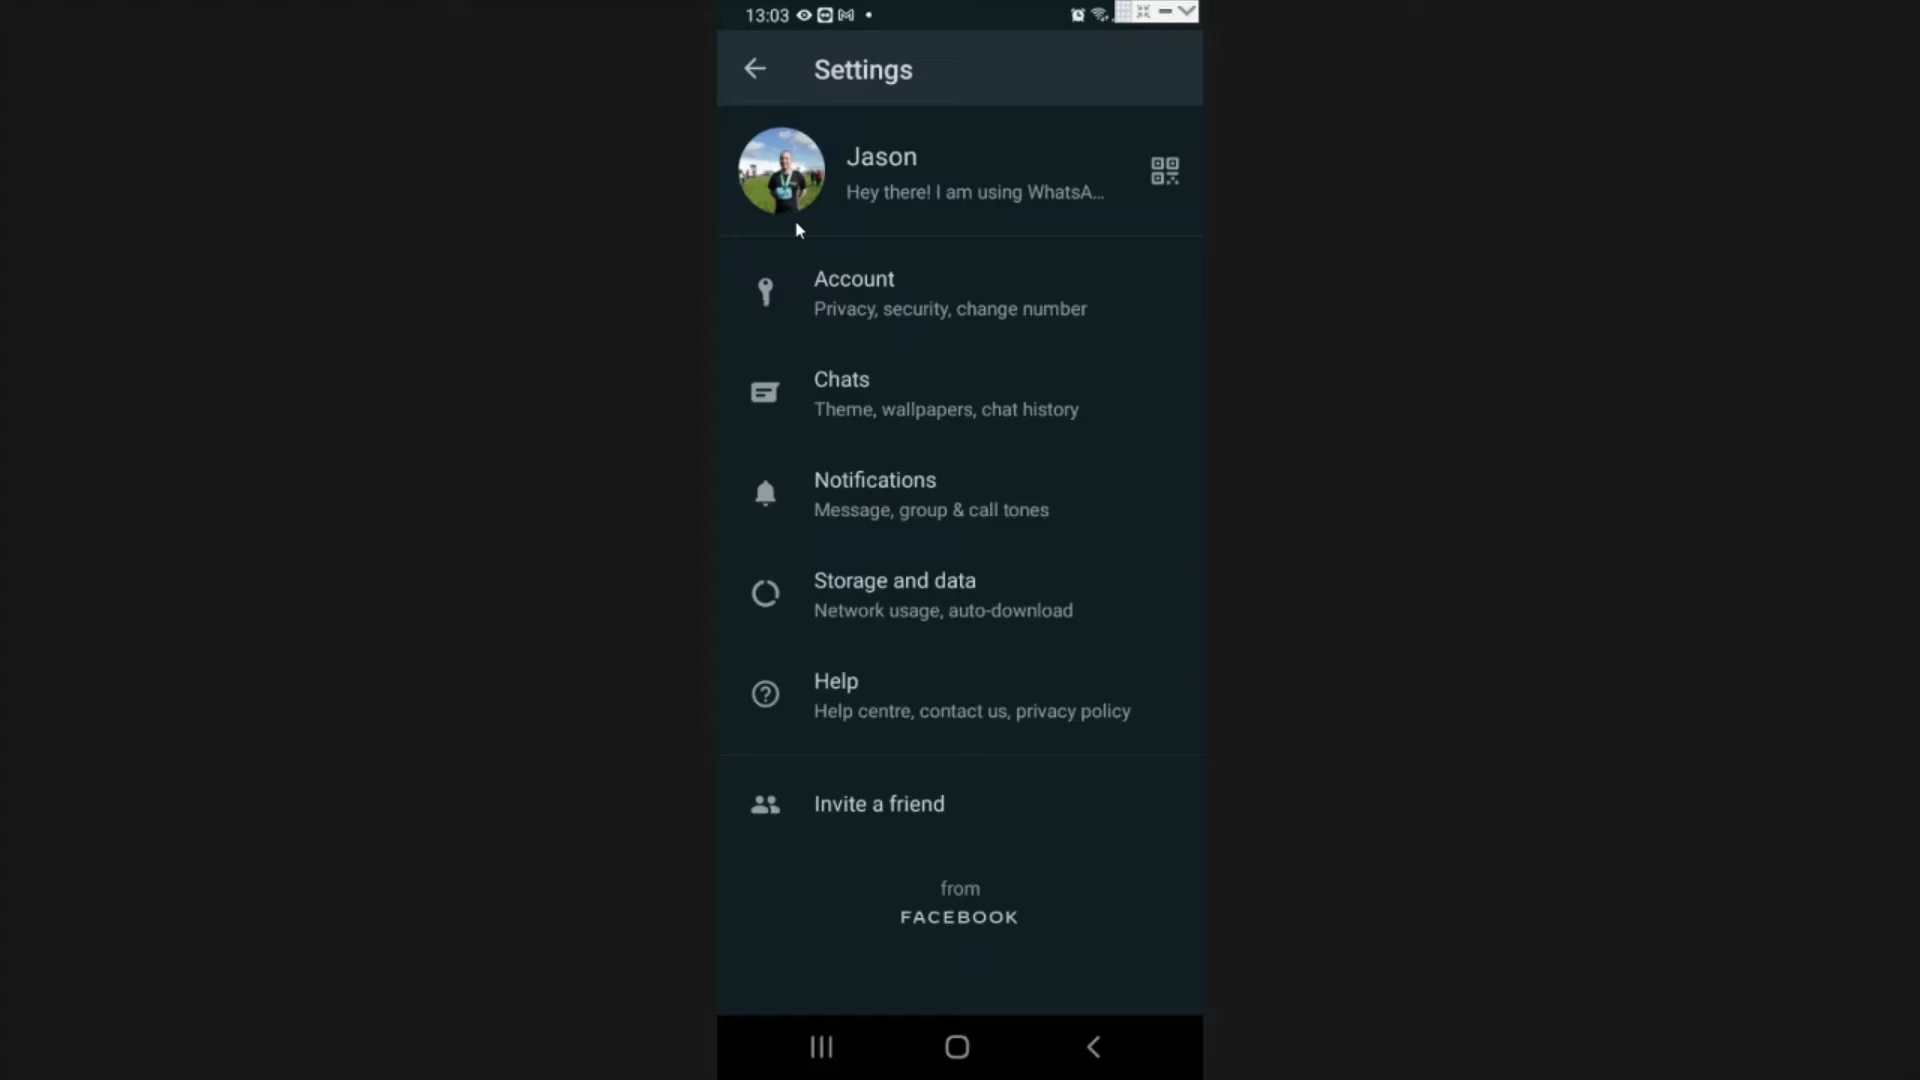 13:03
Settings
Jason
Hey there! I am using WhatsA...
Account
Privacy, security, change number
Chats
Theme, wallpapers, chat history
Notifications
Message, group & call tones
Storage and data
Network usage, auto-download
Help
Help centre, contact us, privacy policy
Invite a friend
from
FACEBOOK